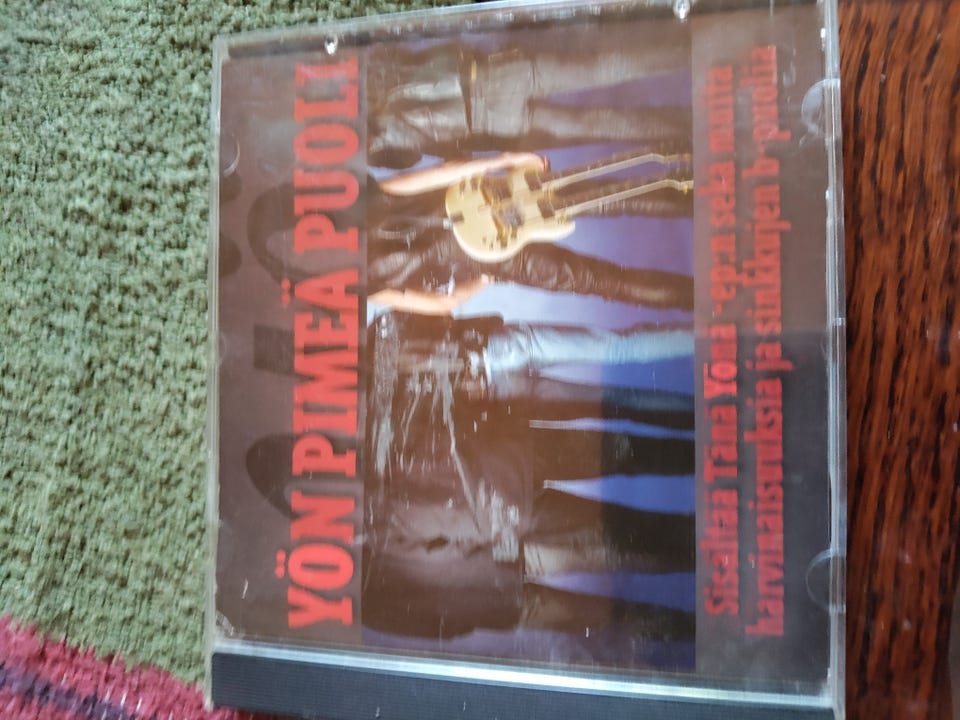 YÖN PIMEÄ PUOLI
Sisältää Tänä Yönä -ep:n sekä muita
harvinaisuuksia ja sinkkujen b-puolia